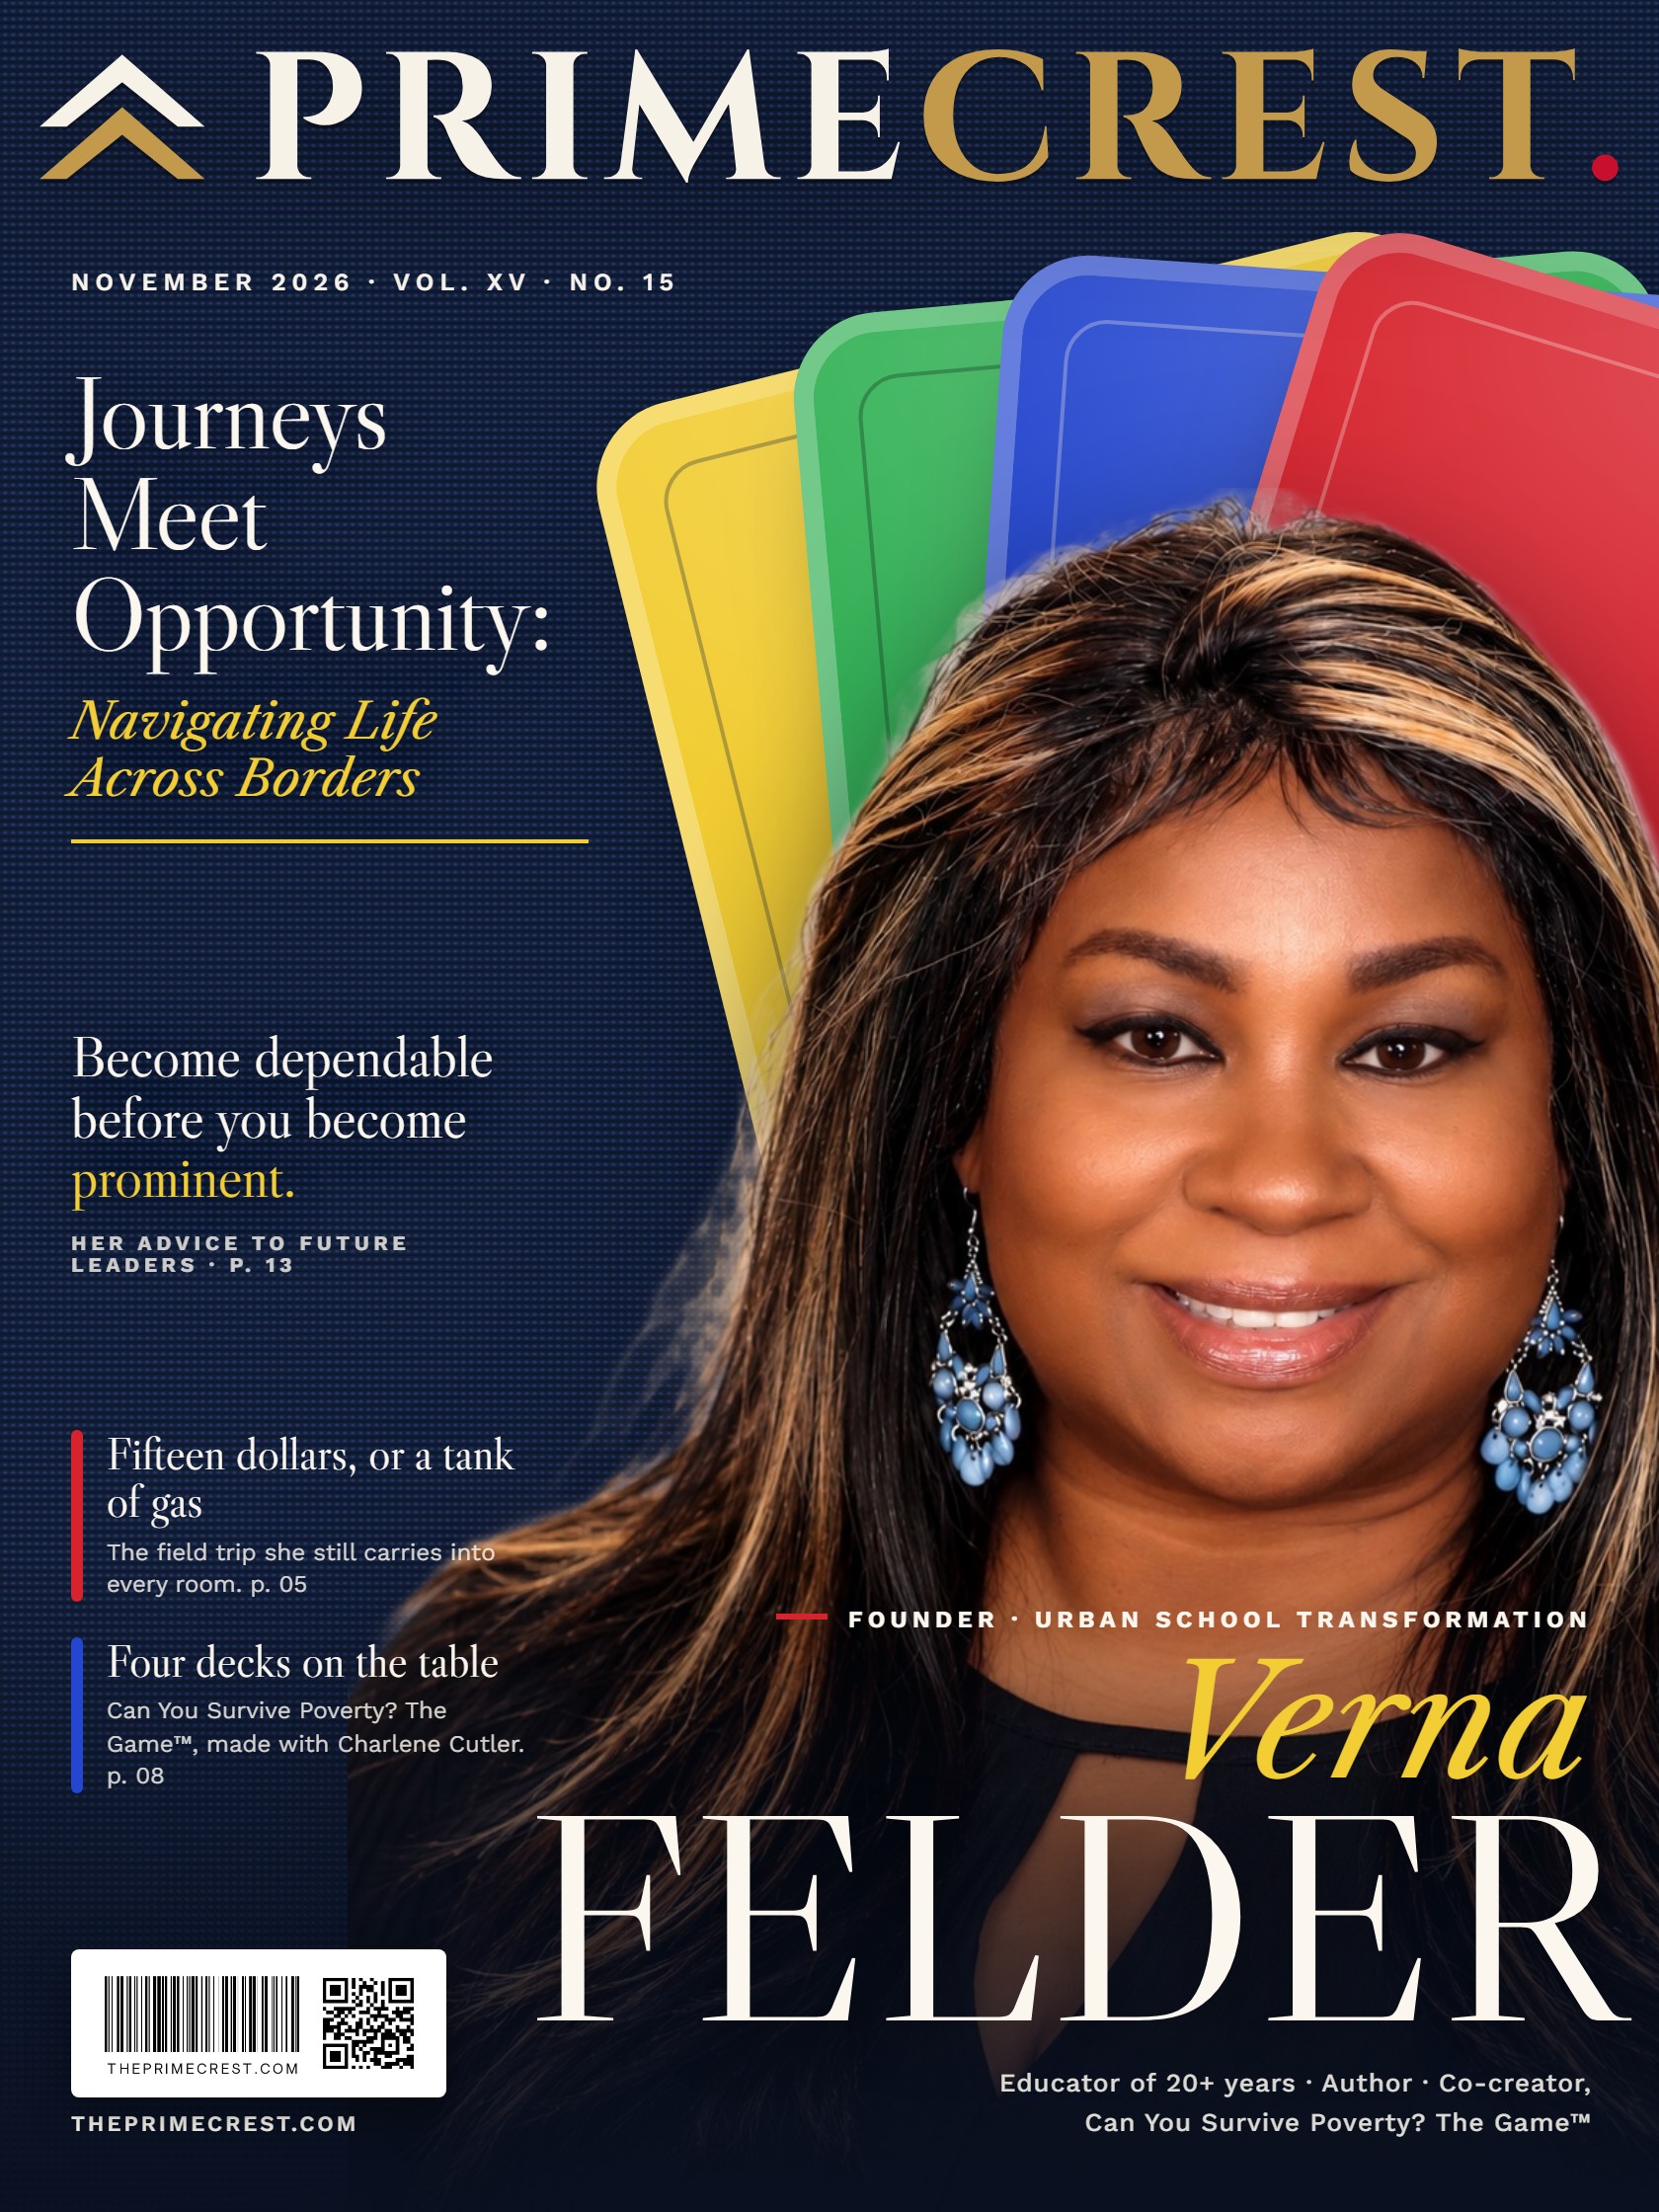 PRIMECREST.
NOVEMBER 2026 · VOL. XV · NO. 15
Journeys
Meet
Opportunity:
Navigating Life
Across Borders
Become dependable
before you become
prominent.
HER ADVICE TO FUTURE
LEADERS · P. 13
Fifteen dollars, or a tank
of gas
The field trip she still carries into
every room. p. 05
Four decks on the table
Can You Survive Poverty? The
Game™, made with Charlene Cutler.
p. 08
FOUNDER · URBAN SCHOOL TRANSFORMATION
Verna
FELDER
Educator of 20+ years · Author · Co-creator,
Can You Survive Poverty? The Game™
THEPRIMECREST.COM
THEPRIMECREST.COM